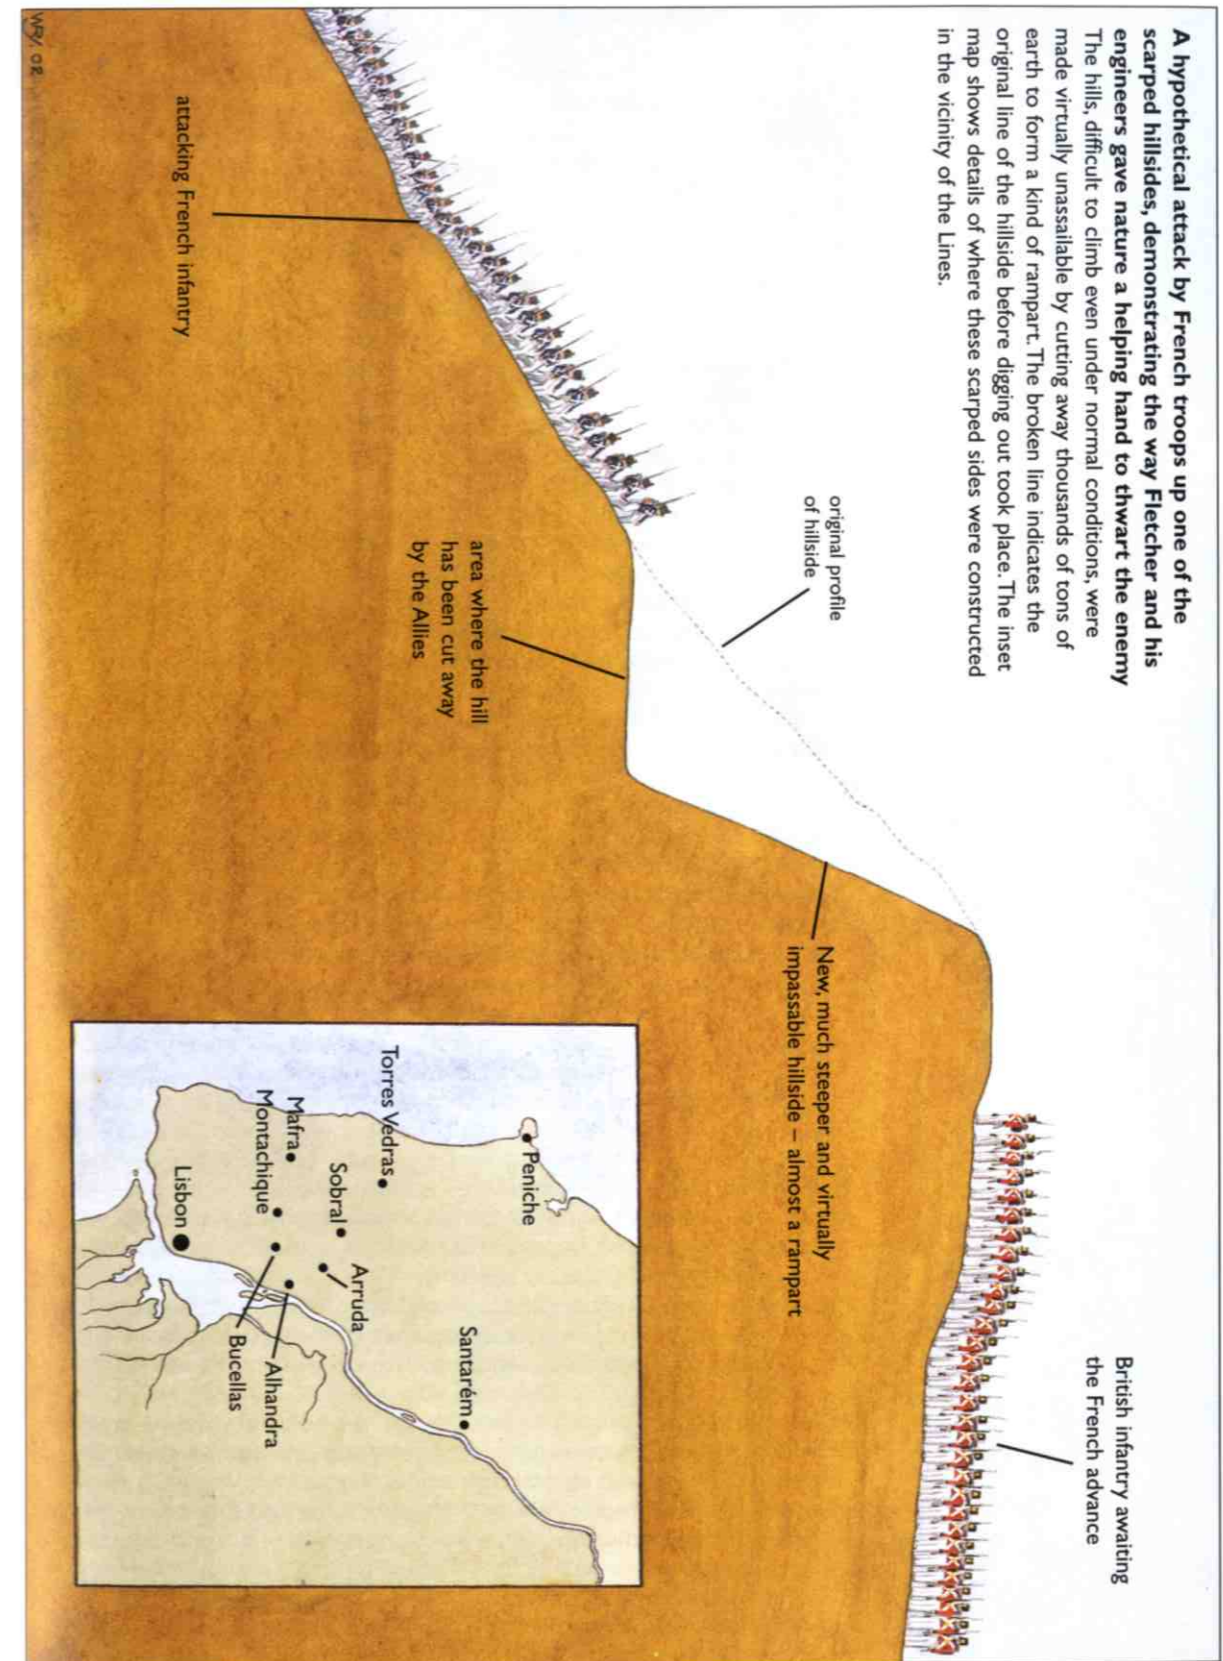 A hypothetical attack by French troops up one of the
scarped hillsides, demonstrating the way Fletcher and his
engineers gave nature a helping hand to thwart the enemy
The hills, difficult to climb even under normal conditions, were
made virtually unassailable by cutting away thousands of tons of
earth to form a kind of rampart. The broken line indicates the
original line of the hillside before digging out took place. The inset
map shows details of where these scarped sides were constructed
in the vicinity of the Lines.
original profile
of hillside
British infantry awaiting
the French advance
New, much steeper and virtually
impassable hillside – almost a rampart
area where the hill
has been cut away
by the Allies
attacking French infantry
Peniche
Santarém
Torres Vedras
Arruda
Sobral
Mafra
Montachique
Alhandra
Bucellas
Lisbon